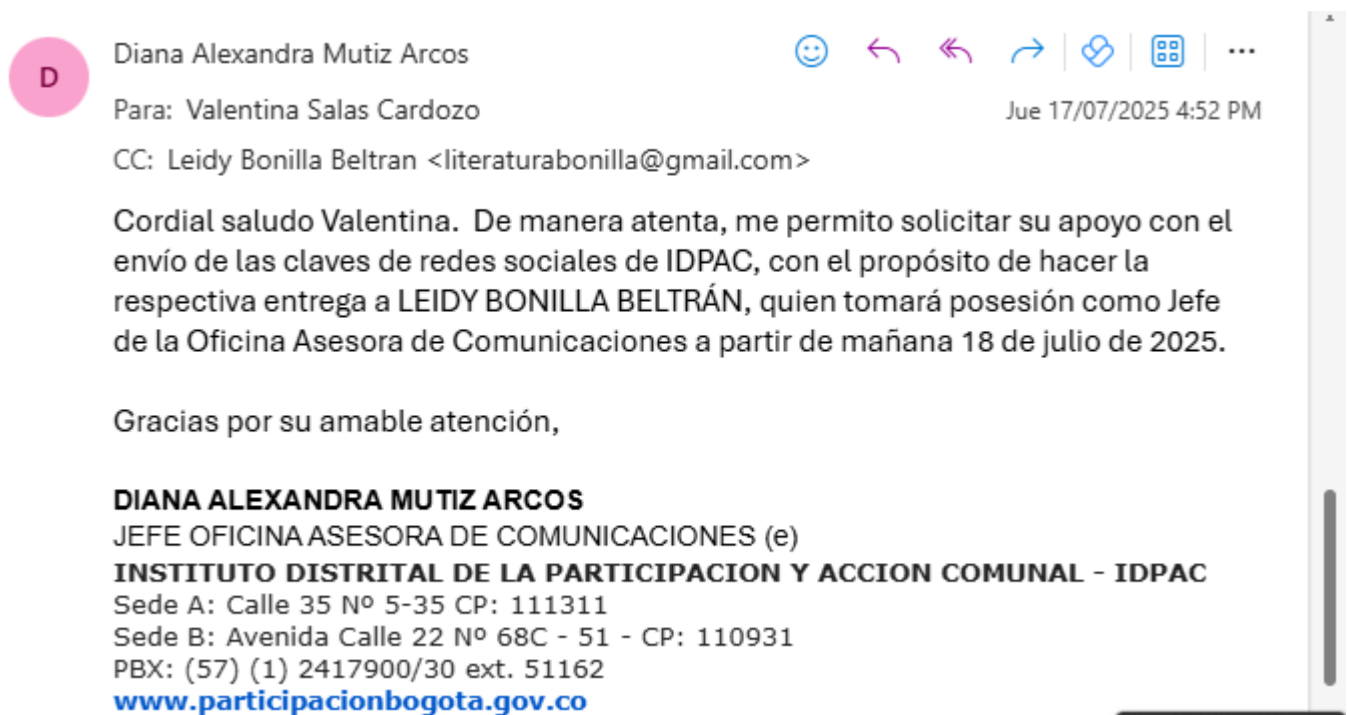 D
Diana Alexandra Mutiz Arcos
Para: Valentina Salas Cardozo
Jue 17/07/2025 4:52 PM
CC: Leidy Bonilla Beltran <literaturabonilla@gmail.com>
Cordial saludo Valentina.  De manera atenta, me permito solicitar su apoyo con el
envío de las claves de redes sociales de IDPAC, con el propósito de hacer la
respectiva entrega a LEIDY BONILLA BELTRÁN, quien tomará posesión como Jefe
de la Oficina Asesora de Comunicaciones a partir de mañana 18 de julio de 2025.
Gracias por su amable atención,
DIANA ALEXANDRA MUTIZ ARCOS
JEFE OFICINA ASESORA DE COMUNICACIONES (e)
INSTITUTO DISTRITAL DE LA PARTICIPACION Y ACCION COMUNAL - IDPAC
Sede A: Calle 35 Nº 5-35 CP: 111311
Sede B: Avenida Calle 22 Nº 68C - 51 - CP: 110931
PBX: (57) (1) 2417900/30 ext. 51162
www.participacionbogota.gov.co